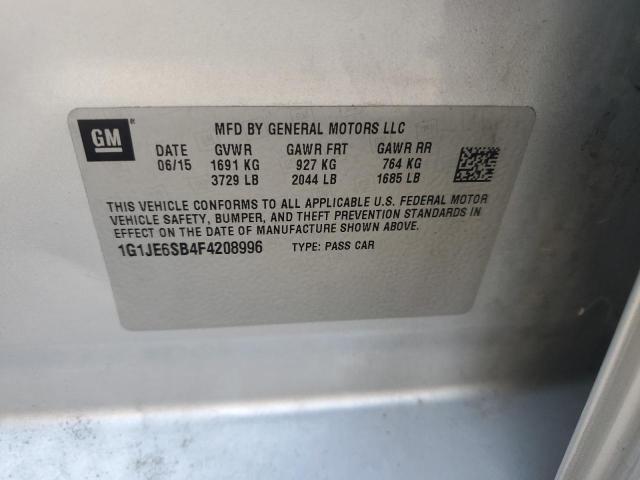 GM®
MFD BY GENERAL MOTORS LLC
DATE GVWR GAWR FRT GAWR RR
06/15 1691 KG 927 KG 764 KG
3729 LB 2044 LB 1685 LB
THIS VEHICLE CONFORMS TO ALL APPLICABLE U.S. FEDERAL MOTOR
VEHICLE SAFETY, BUMPER, AND THEFT PREVENTION STANDARDS IN
EFFECT ON THE DATE OF MANUFACTURE SHOWN ABOVE.
1G1JE6SB4F4208996 TYPE: PASS CAR